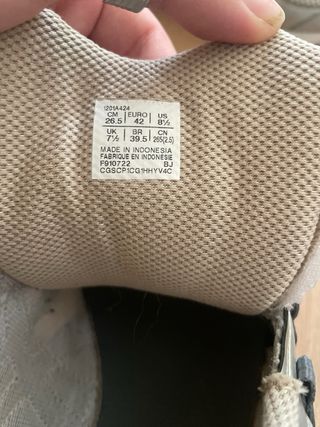 1201A424
CM EURO US
26.5 42 8½
UK BR CN
7½ 39.5 265(2.5)
MADE IN INDONESIA
FABRIQUE EN INDONESIE
F910722 BJ
CGSCP1CG1HHYV4C